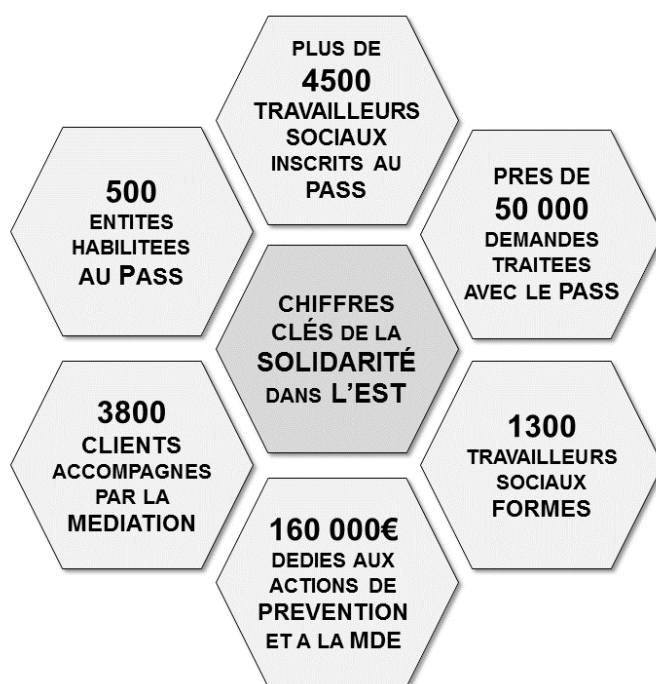 PLUS DE
4500
TRAVAILLEURS
SOCIAUX
INSCRITS AU
PASS
500
ENTITES
HABILITEES
AU PASS
PRES DE
50 000
DEMANDES
TRAITEES
AVEC LE PASS
CHIFFRES
CLÉS DE LA
SOLIDARITÉ
DANS L'EST
3800
CLIENTS
ACCOMPAGNES
PAR LA
MEDIATION
1300
TRAVAILLEURS
SOCIAUX
FORMES
160 000€
DEDIES AUX
ACTIONS DE
PREVENTION
ET A LA MDE